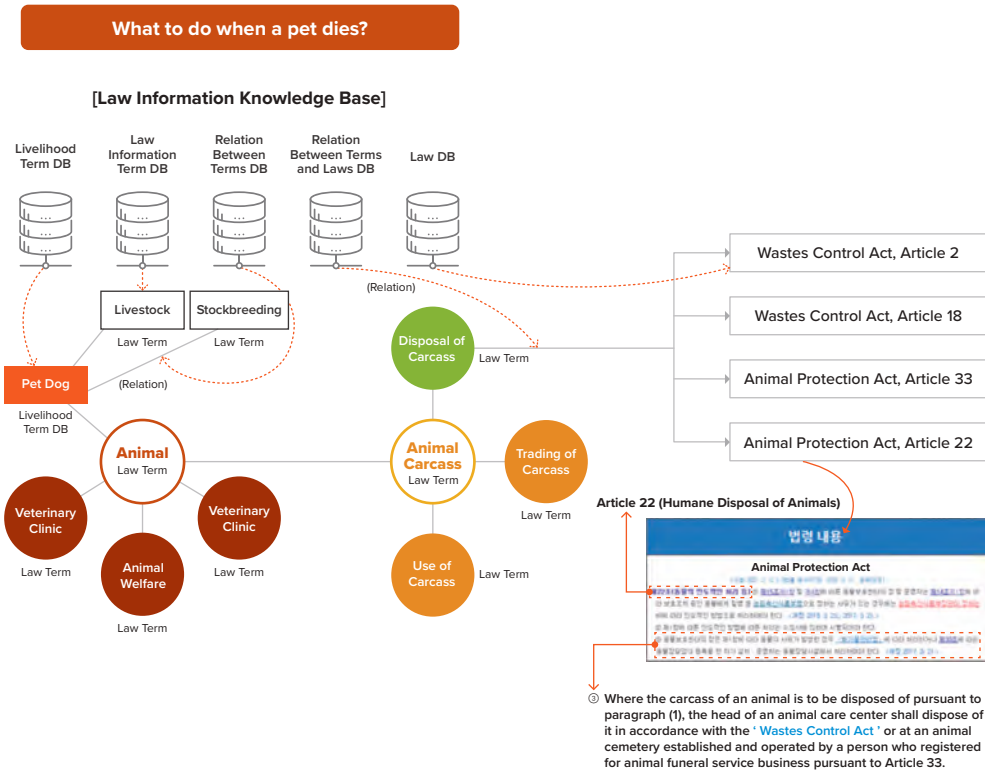 What to do when a pet dies?
[Law Information Knowledge Base]
Livelihood
Term DB
Law
Information
Term DB
Relation
Between
Terms DB
Relation
Between Terms
and Laws DB
Law DB
(Relation)
Livestock
Law Term
Stockbreeding
Law Term
Pet Dog
Livelihood
Term DB
(Relation)
Animal
Law Term
Veterinary
Clinic
Law Term
Animal
Welfare
Law Term
Veterinary
Clinic
Law Term
Disposal of
Carcass
Law Term
Animal
Carcass
Law Term
Trading of
Carcass
Law Term
Use of
Carcass
Law Term
Wastes Control Act, Article 2
Wastes Control Act, Article 18
Animal Protection Act, Article 33
Animal Protection Act, Article 22
Article 22 (Humane Disposal of Animals)
법령 내용
Animal Protection Act
③ Where the carcass of an animal is to be disposed of pursuant to
paragraph (1), the head of an animal care center shall dispose of
it in accordance with the ‘ Wastes Control Act ’ or at an animal
cemetery established and operated by a person who registered
for animal funeral service business pursuant to Article 33.